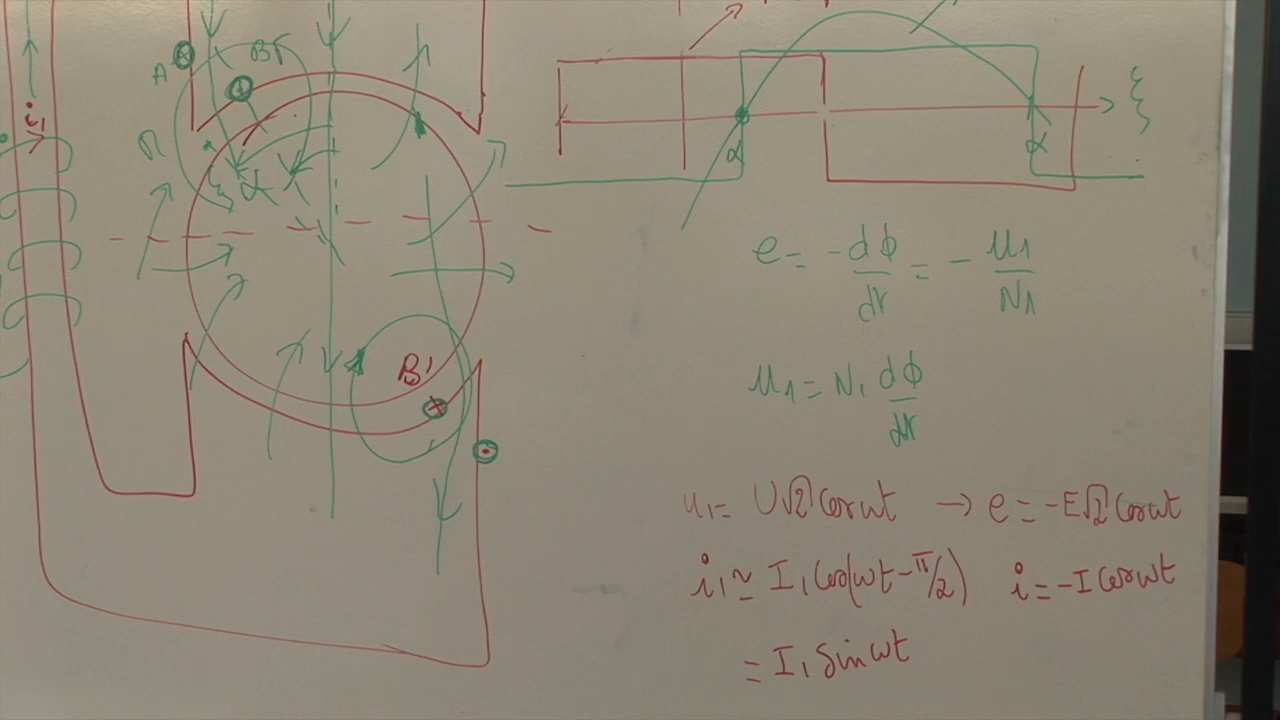 A
Br
i₁
ξ
α
ξ
α
α
e = -dϕ/dt = -u₁/N₁
u₁ = N₁ dϕ/dt
B'
u₁ = U√2 cos ωt → e = -E√2 cos ωt
i₁ ≃ I₁ cos(ωt - π/2) i = -I cos ωt
= I₁ sin ωt